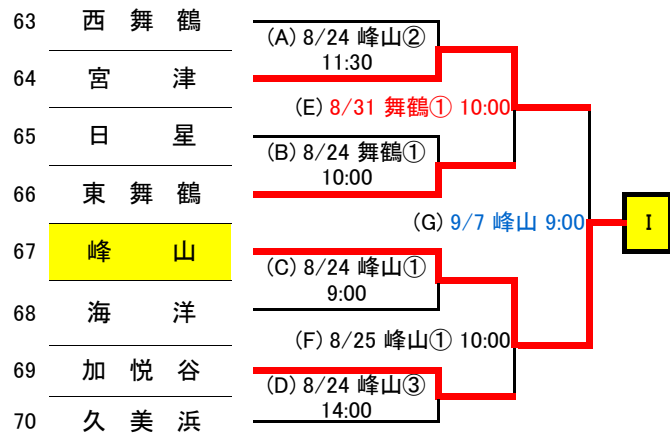 63 西 舞 鶴
(A) 8/24 峰山②
11:30
64 宮 津
(E) 8/31 舞鶴① 10:00
65 日 星
(B) 8/24 舞鶴①
10:00
66 東 舞 鶴
(G) 9/7 峰山 9:00
I
67 峰 山
(C) 8/24 峰山①
9:00
68 海 洋
(F) 8/25 峰山① 10:00
69 加 悦 谷
(D) 8/24 峰山③
14:00
70 久 美 浜